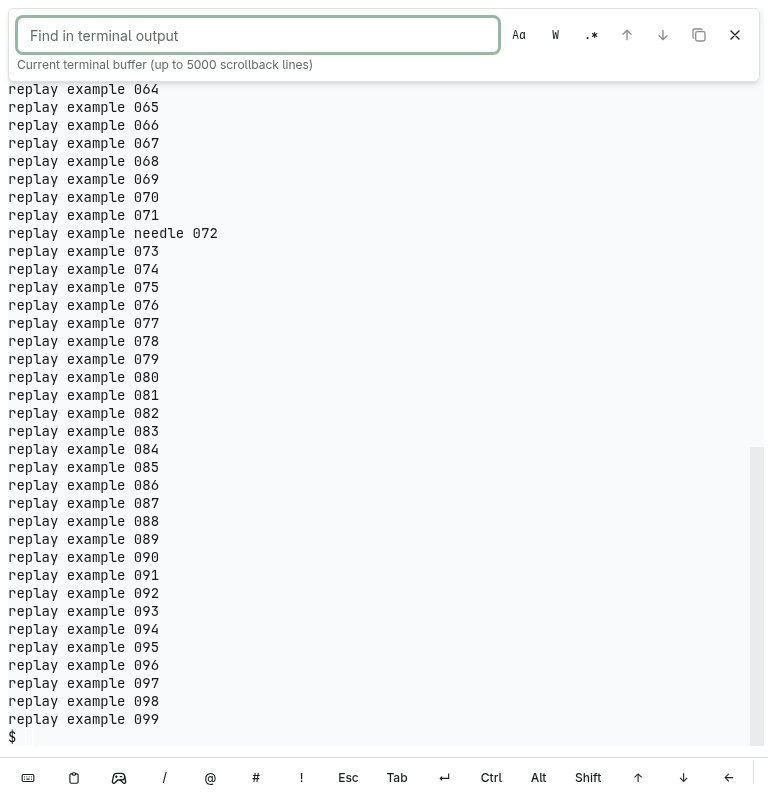 Find in terminal output Aa W .*
Current terminal buffer (up to 5000 scrollback lines)
replay example 064
replay example 065
replay example 066
replay example 067
replay example 068
replay example 069
replay example 070
replay example 071
replay example needle 072
replay example 073
replay example 074
replay example 075
replay example 076
replay example 077
replay example 078
replay example 079
replay example 080
replay example 081
replay example 082
replay example 083
replay example 084
replay example 085
replay example 086
replay example 087
replay example 088
replay example 089
replay example 090
replay example 091
replay example 092
replay example 093
replay example 094
replay example 095
replay example 096
replay example 097
replay example 098
replay example 099
$
/ @ # ! Esc Tab ↵ Ctrl Alt Shift ↑ ↓ ←